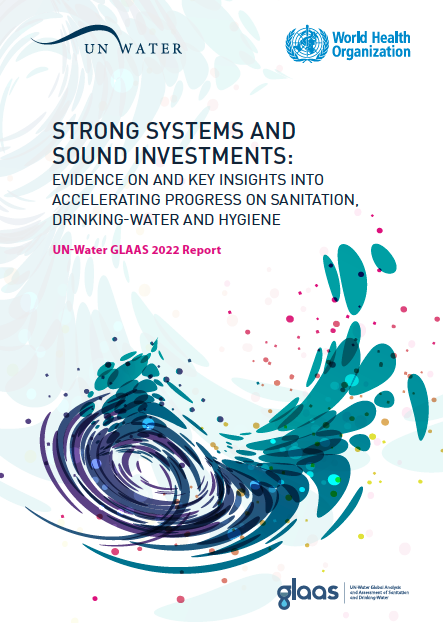 UN WATER
World Health
Organization
STRONG SYSTEMS AND
SOUND INVESTMENTS:
EVIDENCE ON AND KEY INSIGHTS INTO
ACCELERATING PROGRESS ON SANITATION,
DRINKING-WATER AND HYGIENE
UN-Water GLAAS 2022 Report
glaas
UN-Water Global Analysis
and Assessment of Sanitation
and Drinking-Water